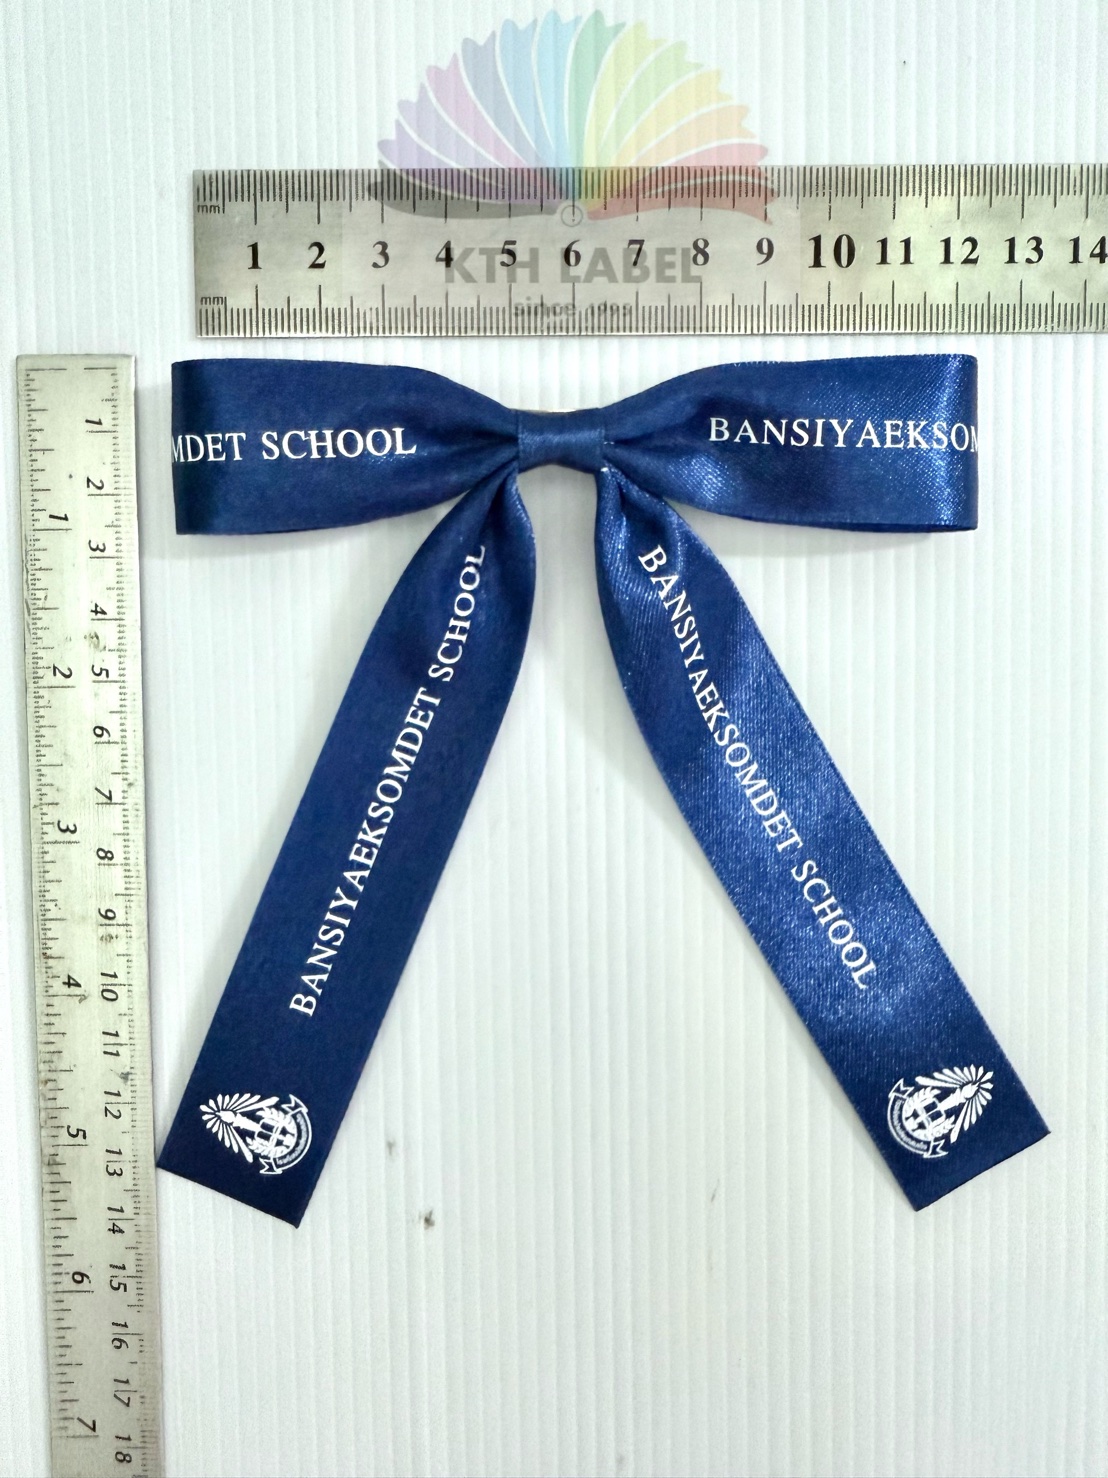 mm
1 2 3 4 5 6 7 8 9 10 11 12 13 14
KTH LABEL
mm
since 1995
MDET SCHOOL
BANSIYAEKSOM
BANSIYAEKSOMDET SCHOOL
BANSIYAEKSOMDET SCHOOL
1 2 3 4 5 6 7 8 9 10 11 12 13 14 15 16 17 18
1 2 3 4 5 6 7